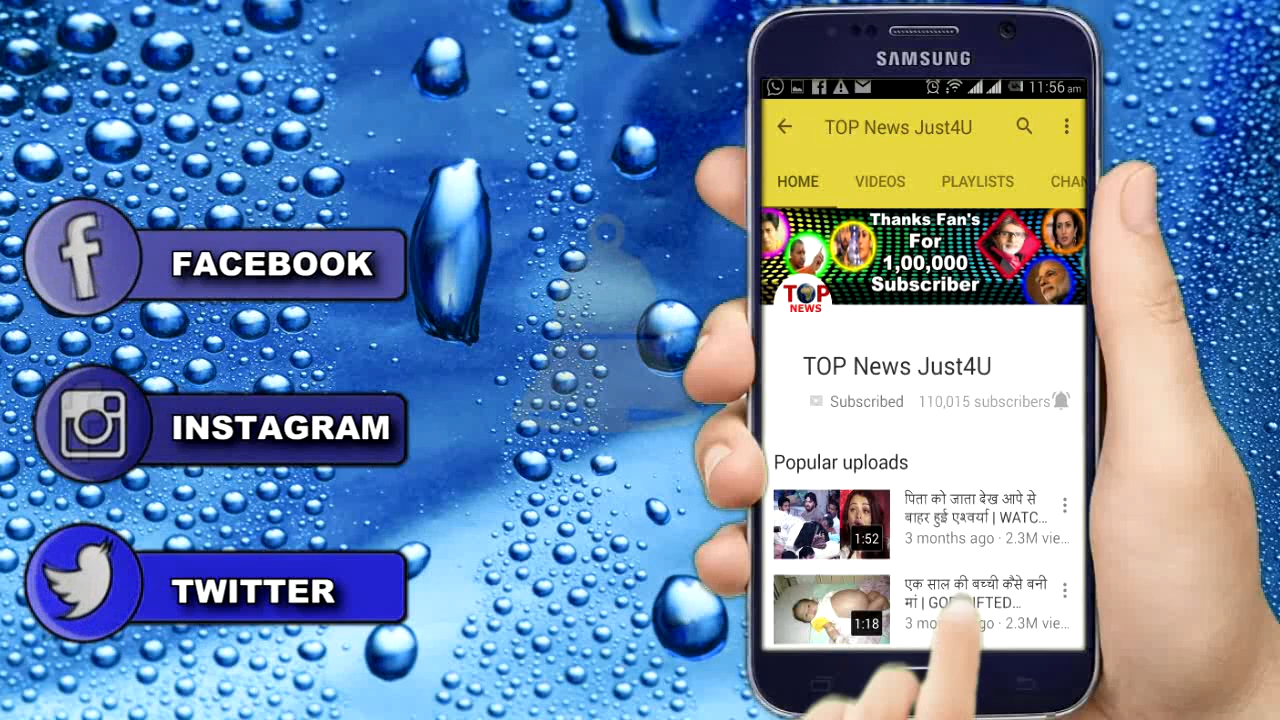 FACEBOOK
INSTAGRAM
TWITTER
SAMSUNG
11:56 am
TOP News Just4U
HOME VIDEOS PLAYLISTS CHAN
Thanks Fan's
For
1,00,000
Subscriber
TOP
NEWS
TOP News Just4U
Subscribed 110,015 subscribers
Popular uploads
पिता को जाता देख आपे से
बाहर हुई एश्वर्या | WATC...
3 months ago · 2.3M vie...
1:52
एक साल की बच्ची कैसे बनी
मां |
1:18
· 2.3M vie...